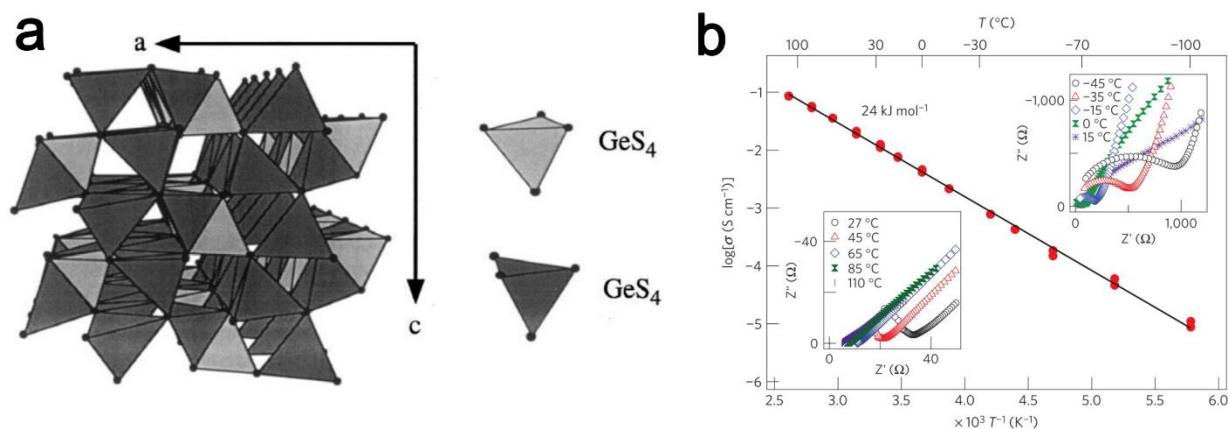 a
a
c
GeS4
GeS4
b
T (°C)
100
30
0
−30
−70
−100
24 kJ mol−1
log[σ (S cm−1)]
−1
−2
−3
−4
−5
−6
−45 °C
−35 °C
−15 °C
0 °C
15 °C
Z'' (Ω)
−1,000
0
0
1,000
Z' (Ω)
27 °C
45 °C
65 °C
85 °C
110 °C
Z'' (Ω)
−40
0
0
40
Z' (Ω)
2.5
3.0
3.5
4.0
4.5
5.0
5.5
6.0
×10³ T−1 (K−1)